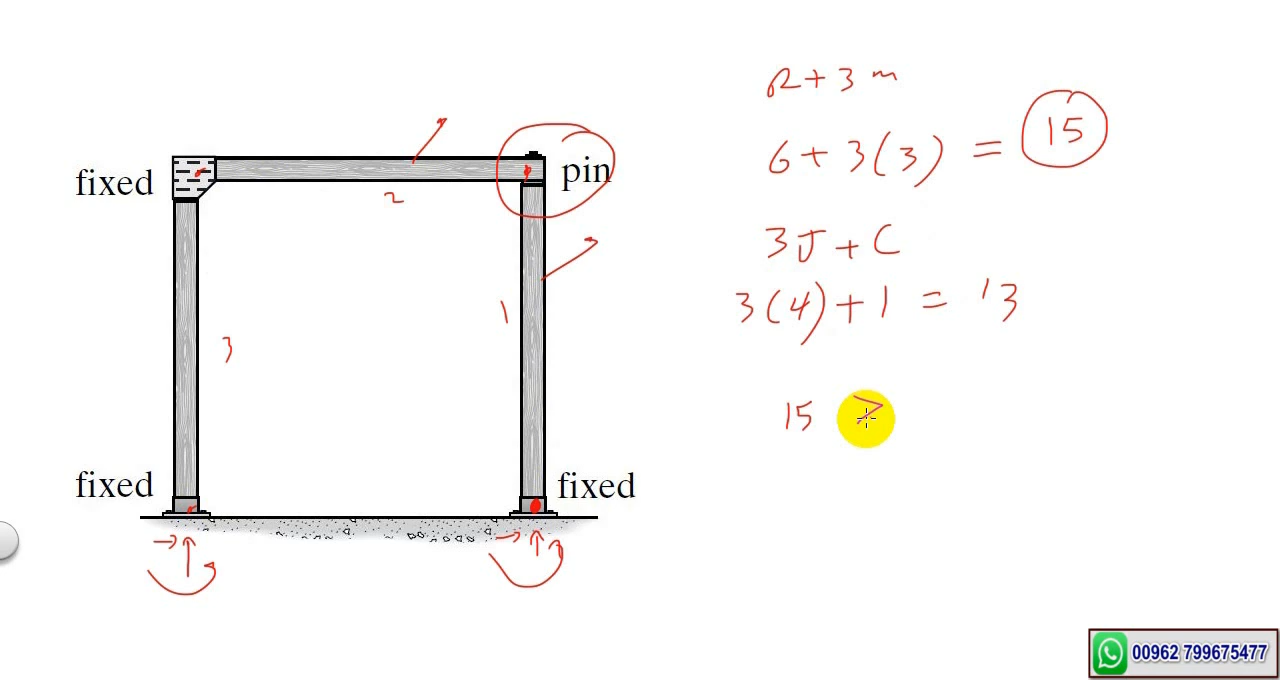 R + 3 m
6 + 3(3) = 15
3J + C
3(4) + 1 = 13
15 >
fixed
pin
2
1
3
fixed
fixed
00962 799675477